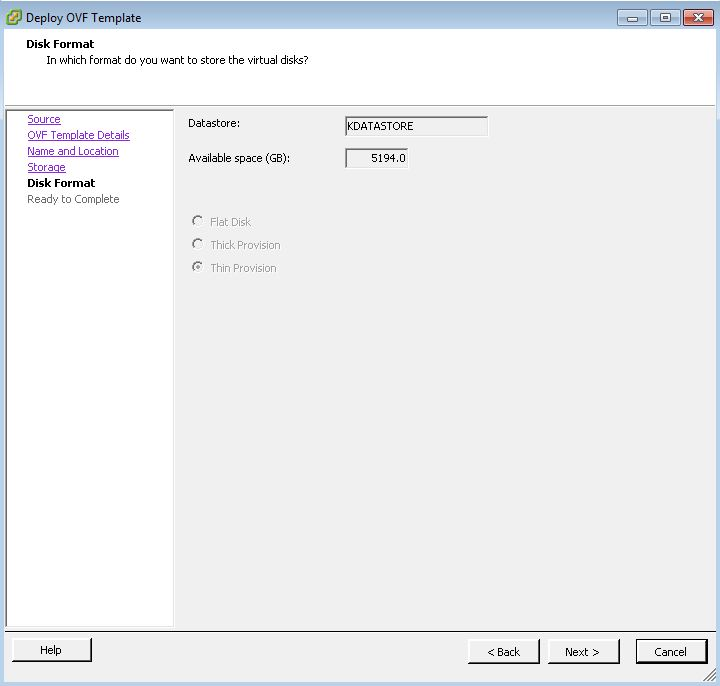 Deploy OVF Template
Disk Format
In which format do you want to store the virtual disks?
Source
OVF Template Details
Name and Location
Storage
Disk Format
Ready to Complete
Datastore:
KDATASTORE
Available space (GB):
5194.0
Flat Disk
Thick Provision
Thin Provision
Help
< Back
Next >
Cancel